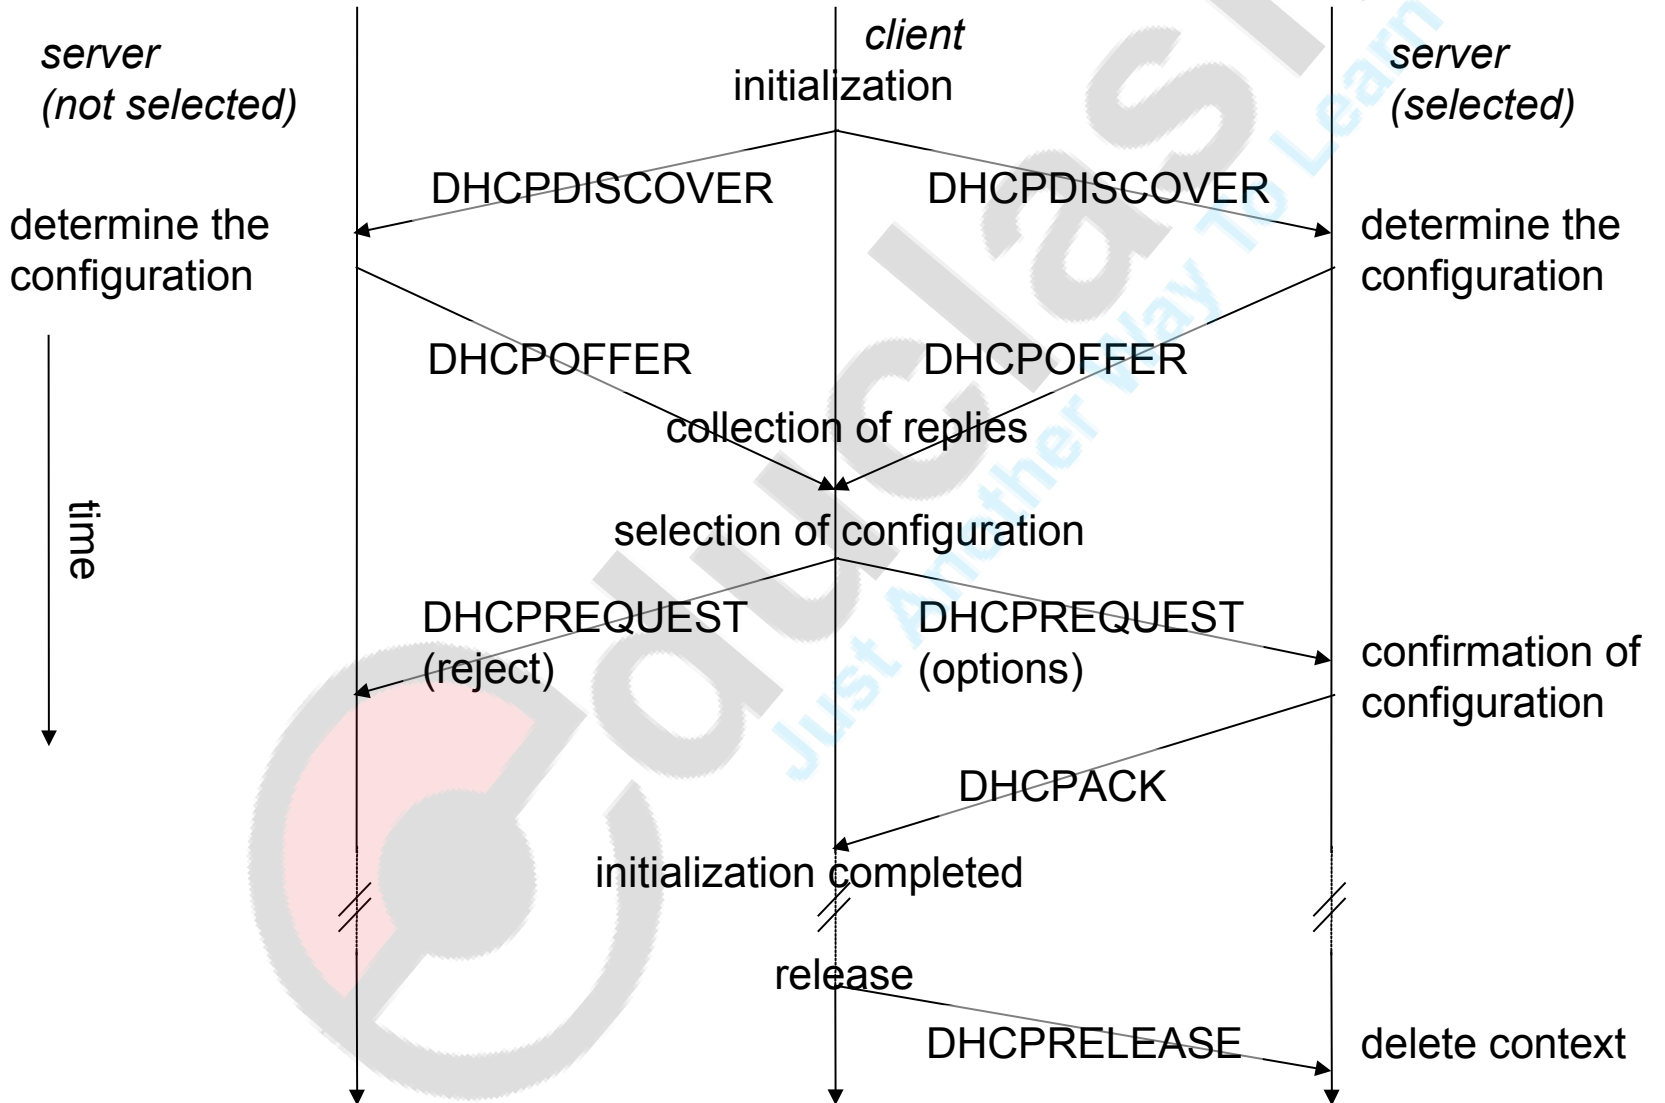 server
(not selected)
client
initialization
server
(selected)
DHCPDISCOVER
DHCPDISCOVER
determine the
configuration
determine the
configuration
DHCPOFFER
DHCPOFFER
collection of replies
time
selection of configuration
DHCPREQUEST
(reject)
DHCPREQUEST
(options)
confirmation of
configuration
DHCPACK
initialization completed
release
DHCPRELEASE
delete context
educlas
Just Another Way To Learn